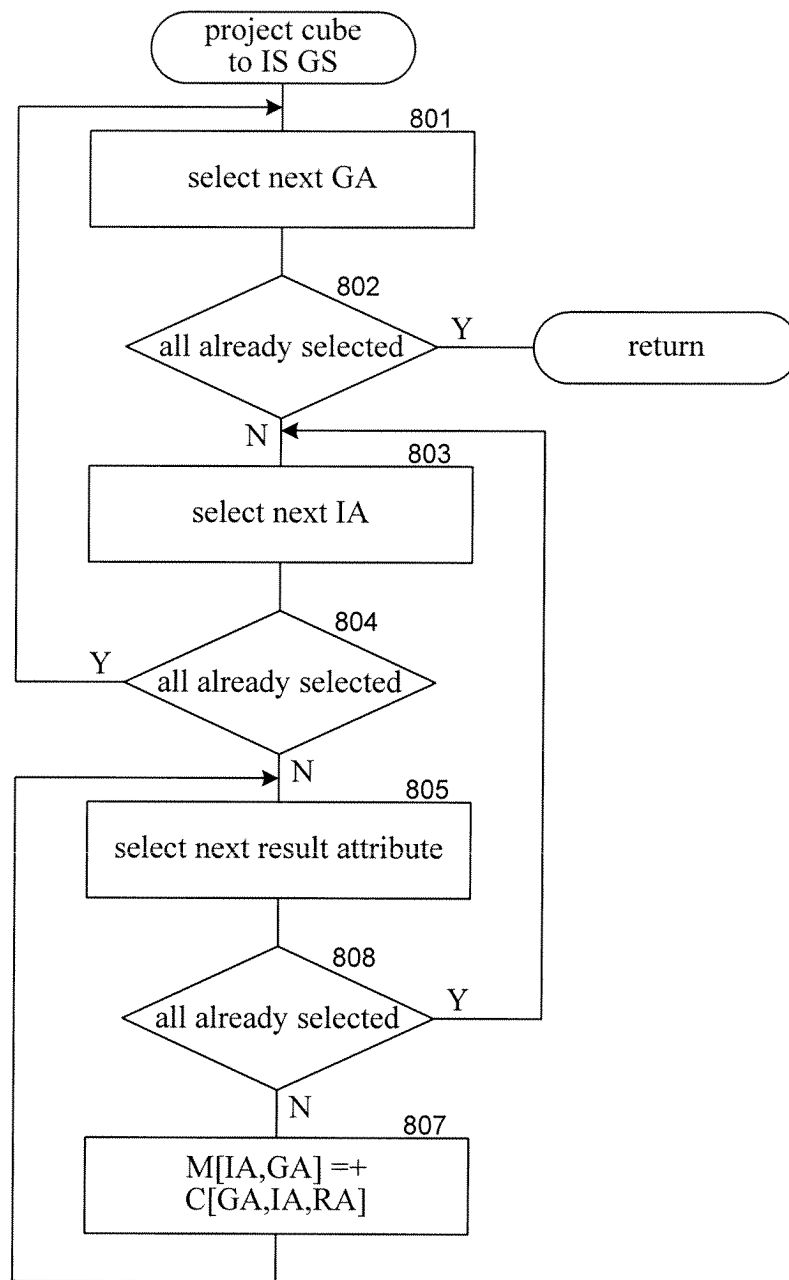 project cube
to IS GS
801
select next GA
802
all already selected
Y
return
N
803
select next IA
804
all already selected
Y
N
805
select next result attribute
808
all already selected
Y
N
807
M[IA,GA] =+
C[GA,IA,RA]